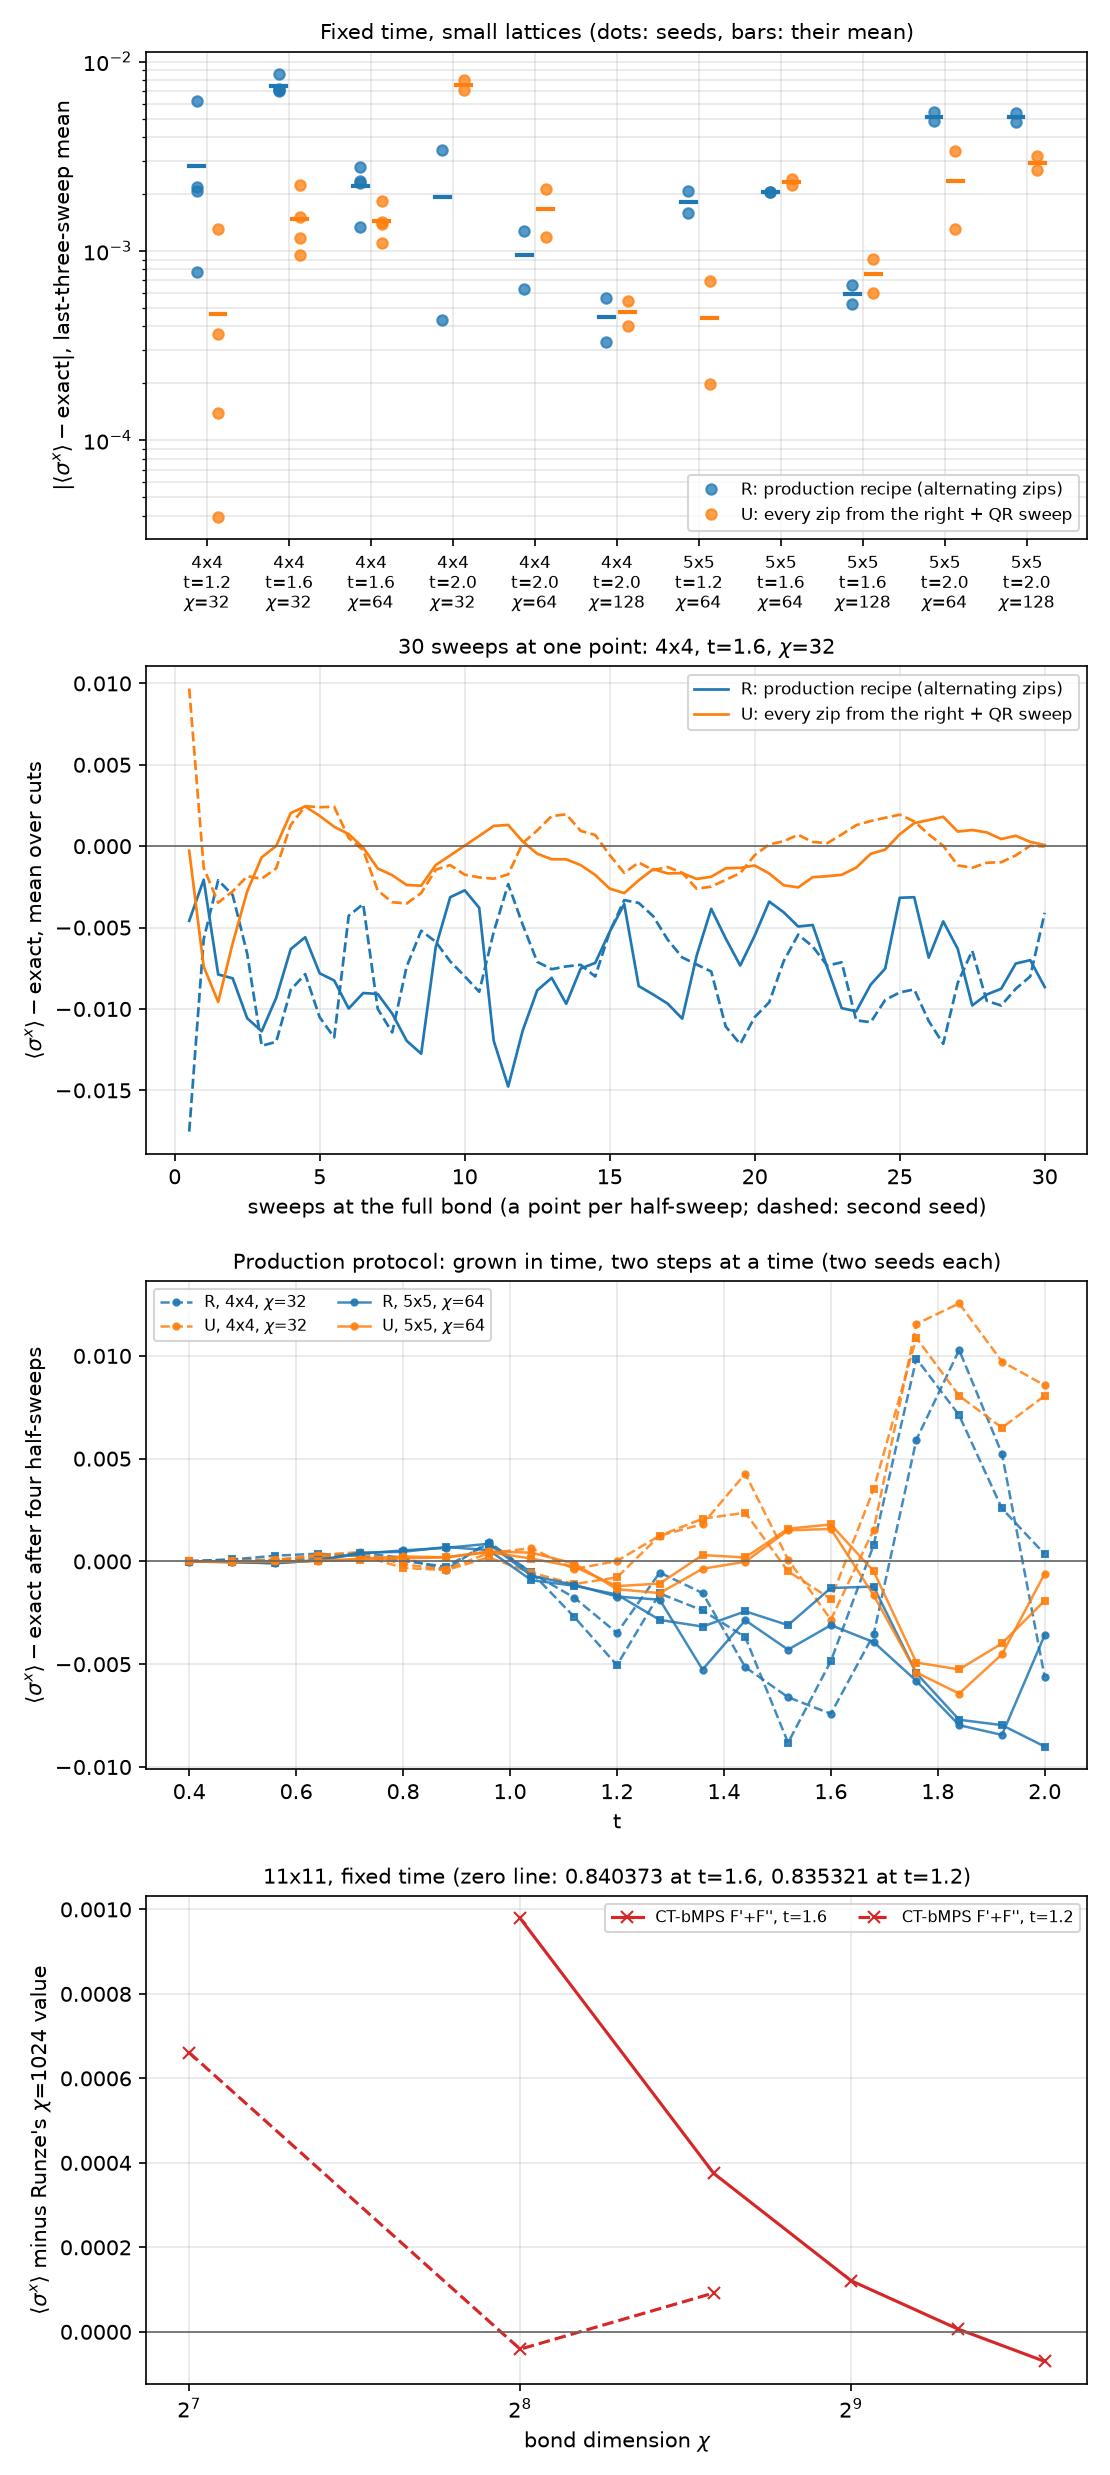 Fixed time, small lattices (dots: seeds, bars: their mean)
|⟨σ^x⟩ − exact|, last-three-sweep mean
10^−2
10^−3
10^−4
R: production recipe (alternating zips)
U: every zip from the right + QR sweep
4x4 4x4 4x4 4x4 4x4 4x4 5x5 5x5 5x5 5x5 5x5
t=1.2 t=1.6 t=1.6 t=2.0 t=2.0 t=2.0 t=1.2 t=1.6 t=1.6 t=2.0 t=2.0
χ=32 χ=32 χ=64 χ=32 χ=64 χ=128 χ=64 χ=64 χ=128 χ=64 χ=128
30 sweeps at one point: 4x4, t=1.6, χ=32
⟨σ^x⟩ − exact, mean over cuts
0.010
0.005
0.000
−0.005
−0.010
−0.015
R: production recipe (alternating zips)
U: every zip from the right + QR sweep
0 5 10 15 20 25 30
sweeps at the full bond (a point per half-sweep; dashed: second seed)
Production protocol: grown in time, two steps at a time (two seeds each)
⟨σ^x⟩ − exact after four half-sweeps
0.010
0.005
0.000
−0.005
−0.010
R, 4x4, χ=32 R, 5x5, χ=64
U, 4x4, χ=32 U, 5x5, χ=64
0.4 0.6 0.8 1.0 1.2 1.4 1.6 1.8 2.0
t
11x11, fixed time (zero line: 0.840373 at t=1.6, 0.835321 at t=1.2)
⟨σ^x⟩ minus Runze's χ=1024 value
0.0010
0.0008
0.0006
0.0004
0.0002
0.0000
CT-bMPS F'+F'', t=1.6 CT-bMPS F'+F'', t=1.2
2^7 2^8 2^9
bond dimension χ